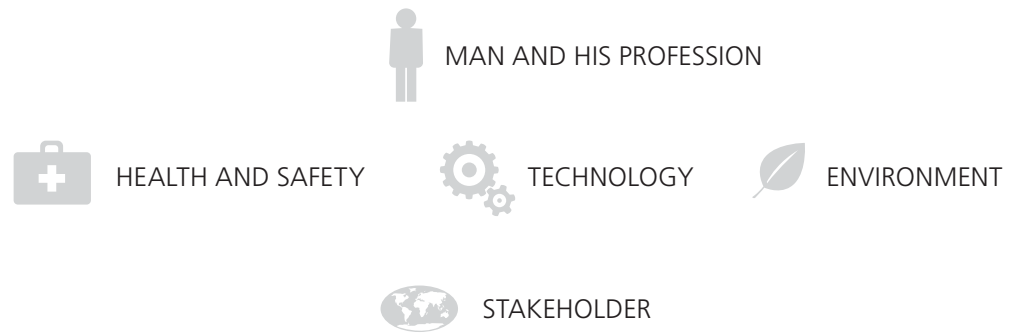 MAN AND HIS PROFESSION
HEALTH AND SAFETY
TECHNOLOGY
ENVIRONMENT
STAKEHOLDER